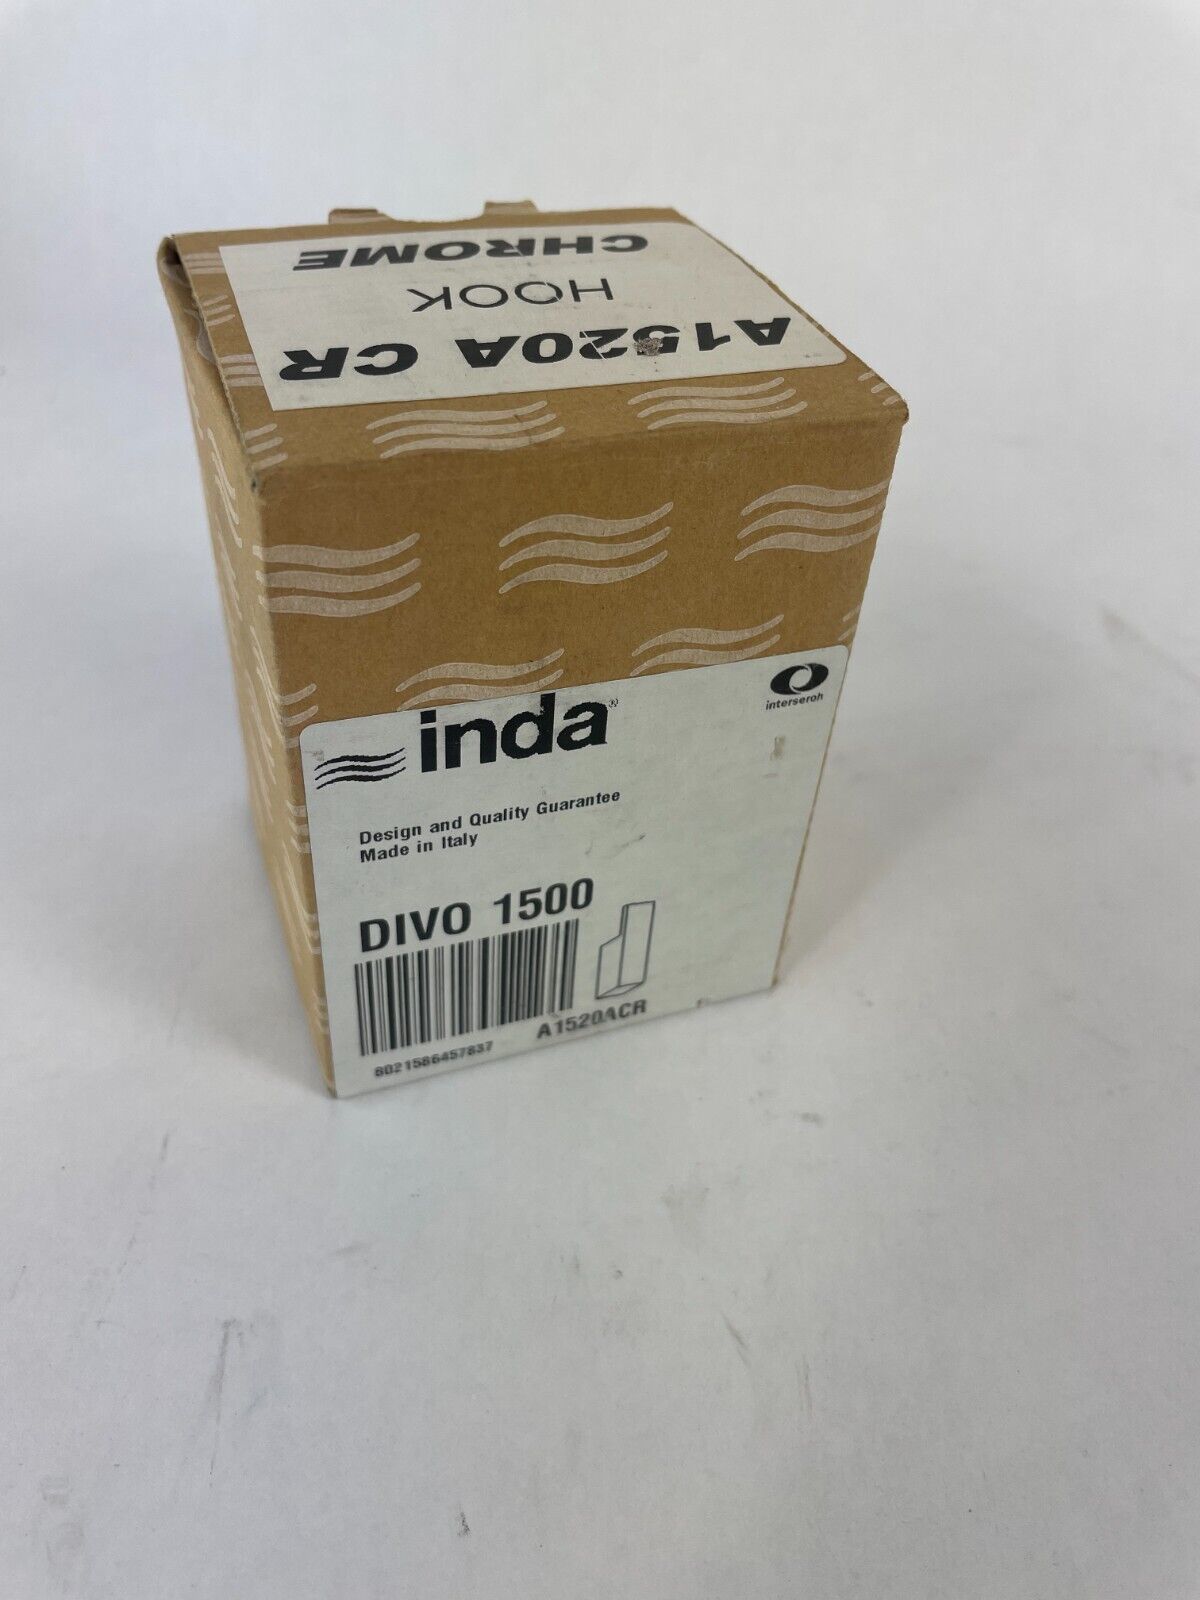 A1520A CR
HOOK
CHROME
inda®
interseroh
Design and Quality Guarantee
Made in Italy
DIVO 1500
A1520ACR
8021586457837